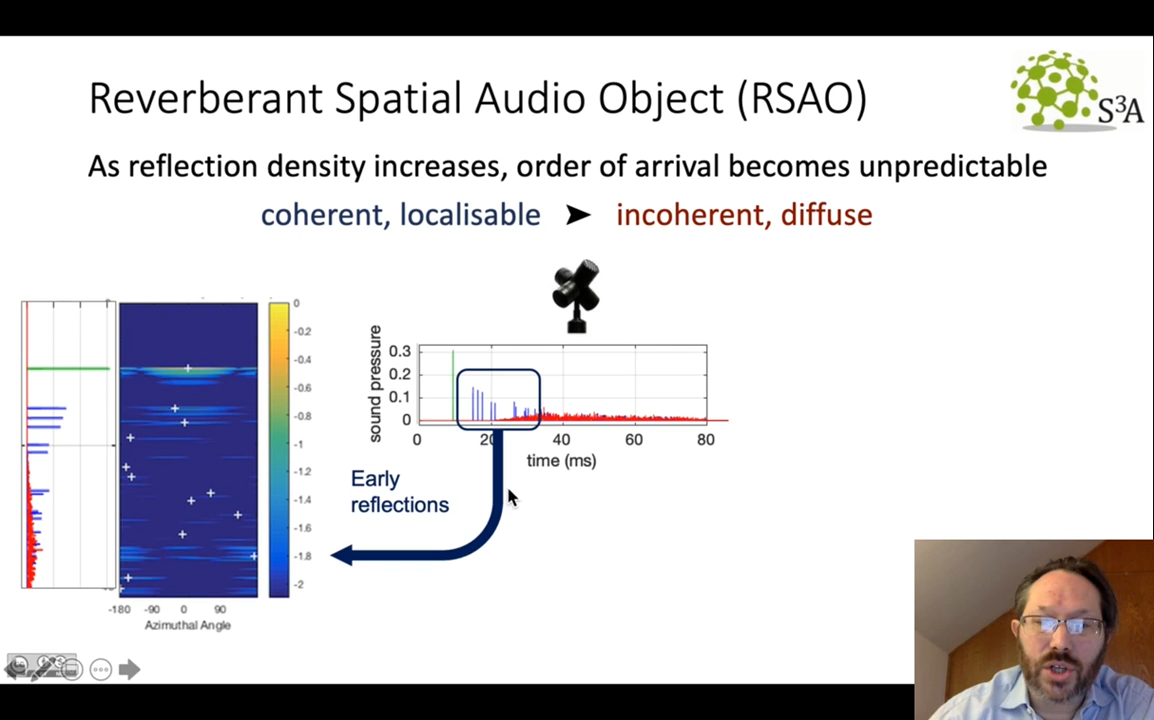 Reverberant Spatial Audio Object (RSAO)
S³A
As reflection density increases, order of arrival becomes unpredictable
coherent, localisable ➤ incoherent, diffuse
0
-0.2
-0.4
-0.6
-0.8
-1
-1.2
-1.4
-1.6
-1.8
-2
-180 -90 0 90
Azimuthal Angle
sound pressure
0.3
0.2
0.1
0
0 20 40 60 80
time (ms)
Early
reflections